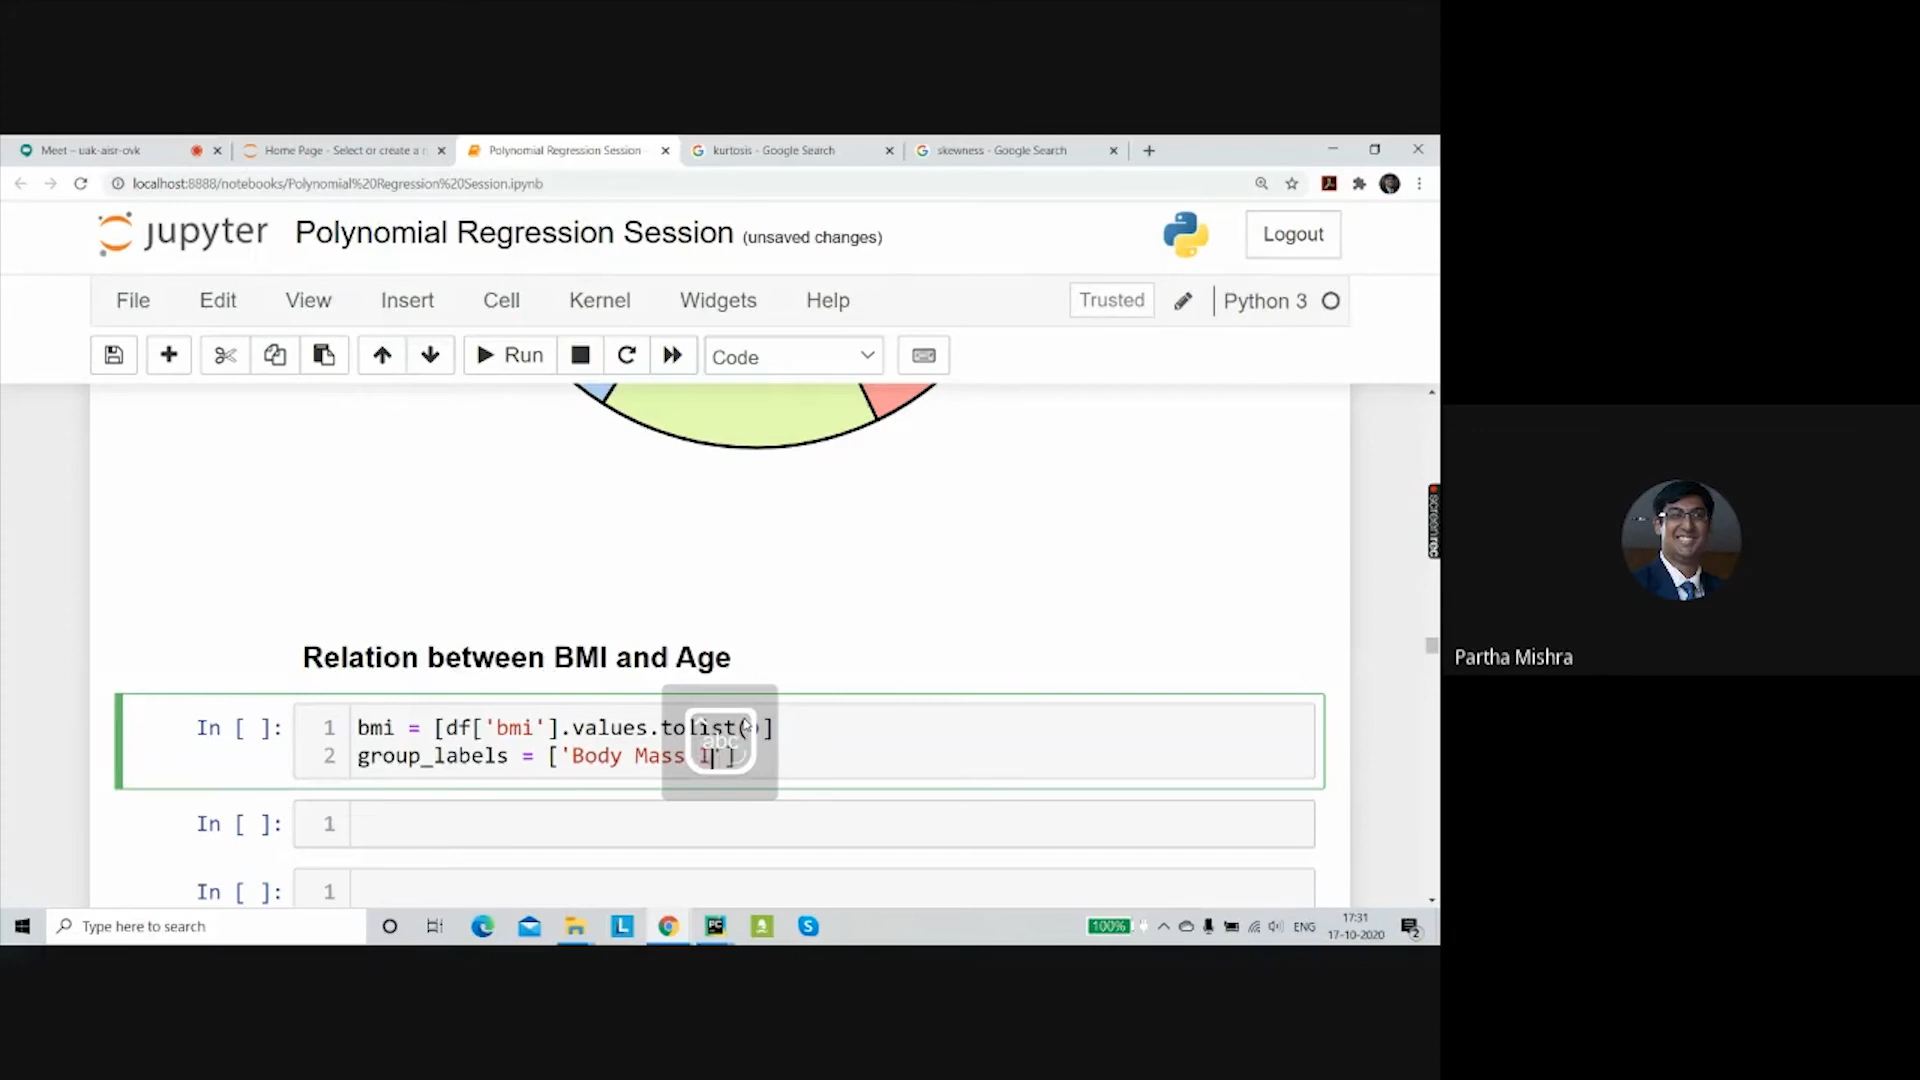 Meet – uak-aisr-ovk
Home Page - Select or create a n
Polynomial Regression Session -
kurtosis - Google Search
skewness - Google Search
localhost:8888/notebooks/Polynomial%20Regression%20Session.ipynb
jupyter
Polynomial Regression Session (unsaved changes)
Logout
File Edit View Insert Cell Kernel Widgets Help
Trusted
Python 3
Run
Code
screen rec
Partha Mishra
Relation between BMI and Age
In [ ]:
1 bmi = [df['bmi'].values.tolist()]
2 group_labels = ['Body Mass I']
abc
In [ ]: 1
In [ ]: 1
Type here to search
100%
ENG
17:31
17-10-2020
2